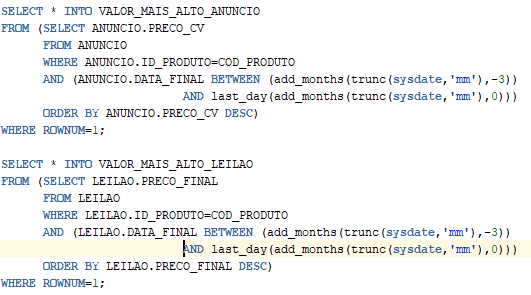 SELECT * INTO VALOR_MAIS_ALTO_ANUNCIO
FROM (SELECT ANUNCIO.PRECO_CV
FROM ANUNCIO
WHERE ANUNCIO.ID_PRODUTO=COD_PRODUTO
AND (ANUNCIO.DATA_FINAL BETWEEN (add_months(trunc(sysdate,'mm'),-3))
AND last_day(add_months(trunc(sysdate,'mm'),0)))
ORDER BY ANUNCIO.PRECO_CV DESC)
WHERE ROWNUM=1;
SELECT * INTO VALOR_MAIS_ALTO_LEILAO
FROM (SELECT LEILAO.PRECO_FINAL
FROM LEILAO
WHERE LEILAO.ID_PRODUTO=COD_PRODUTO
AND (LEILAO.DATA_FINAL BETWEEN (add_months(trunc(sysdate,'mm'),-3))
AND last_day(add_months(trunc(sysdate,'mm'),0)))
ORDER BY LEILAO.PRECO_FINAL DESC)
WHERE ROWNUM=1;